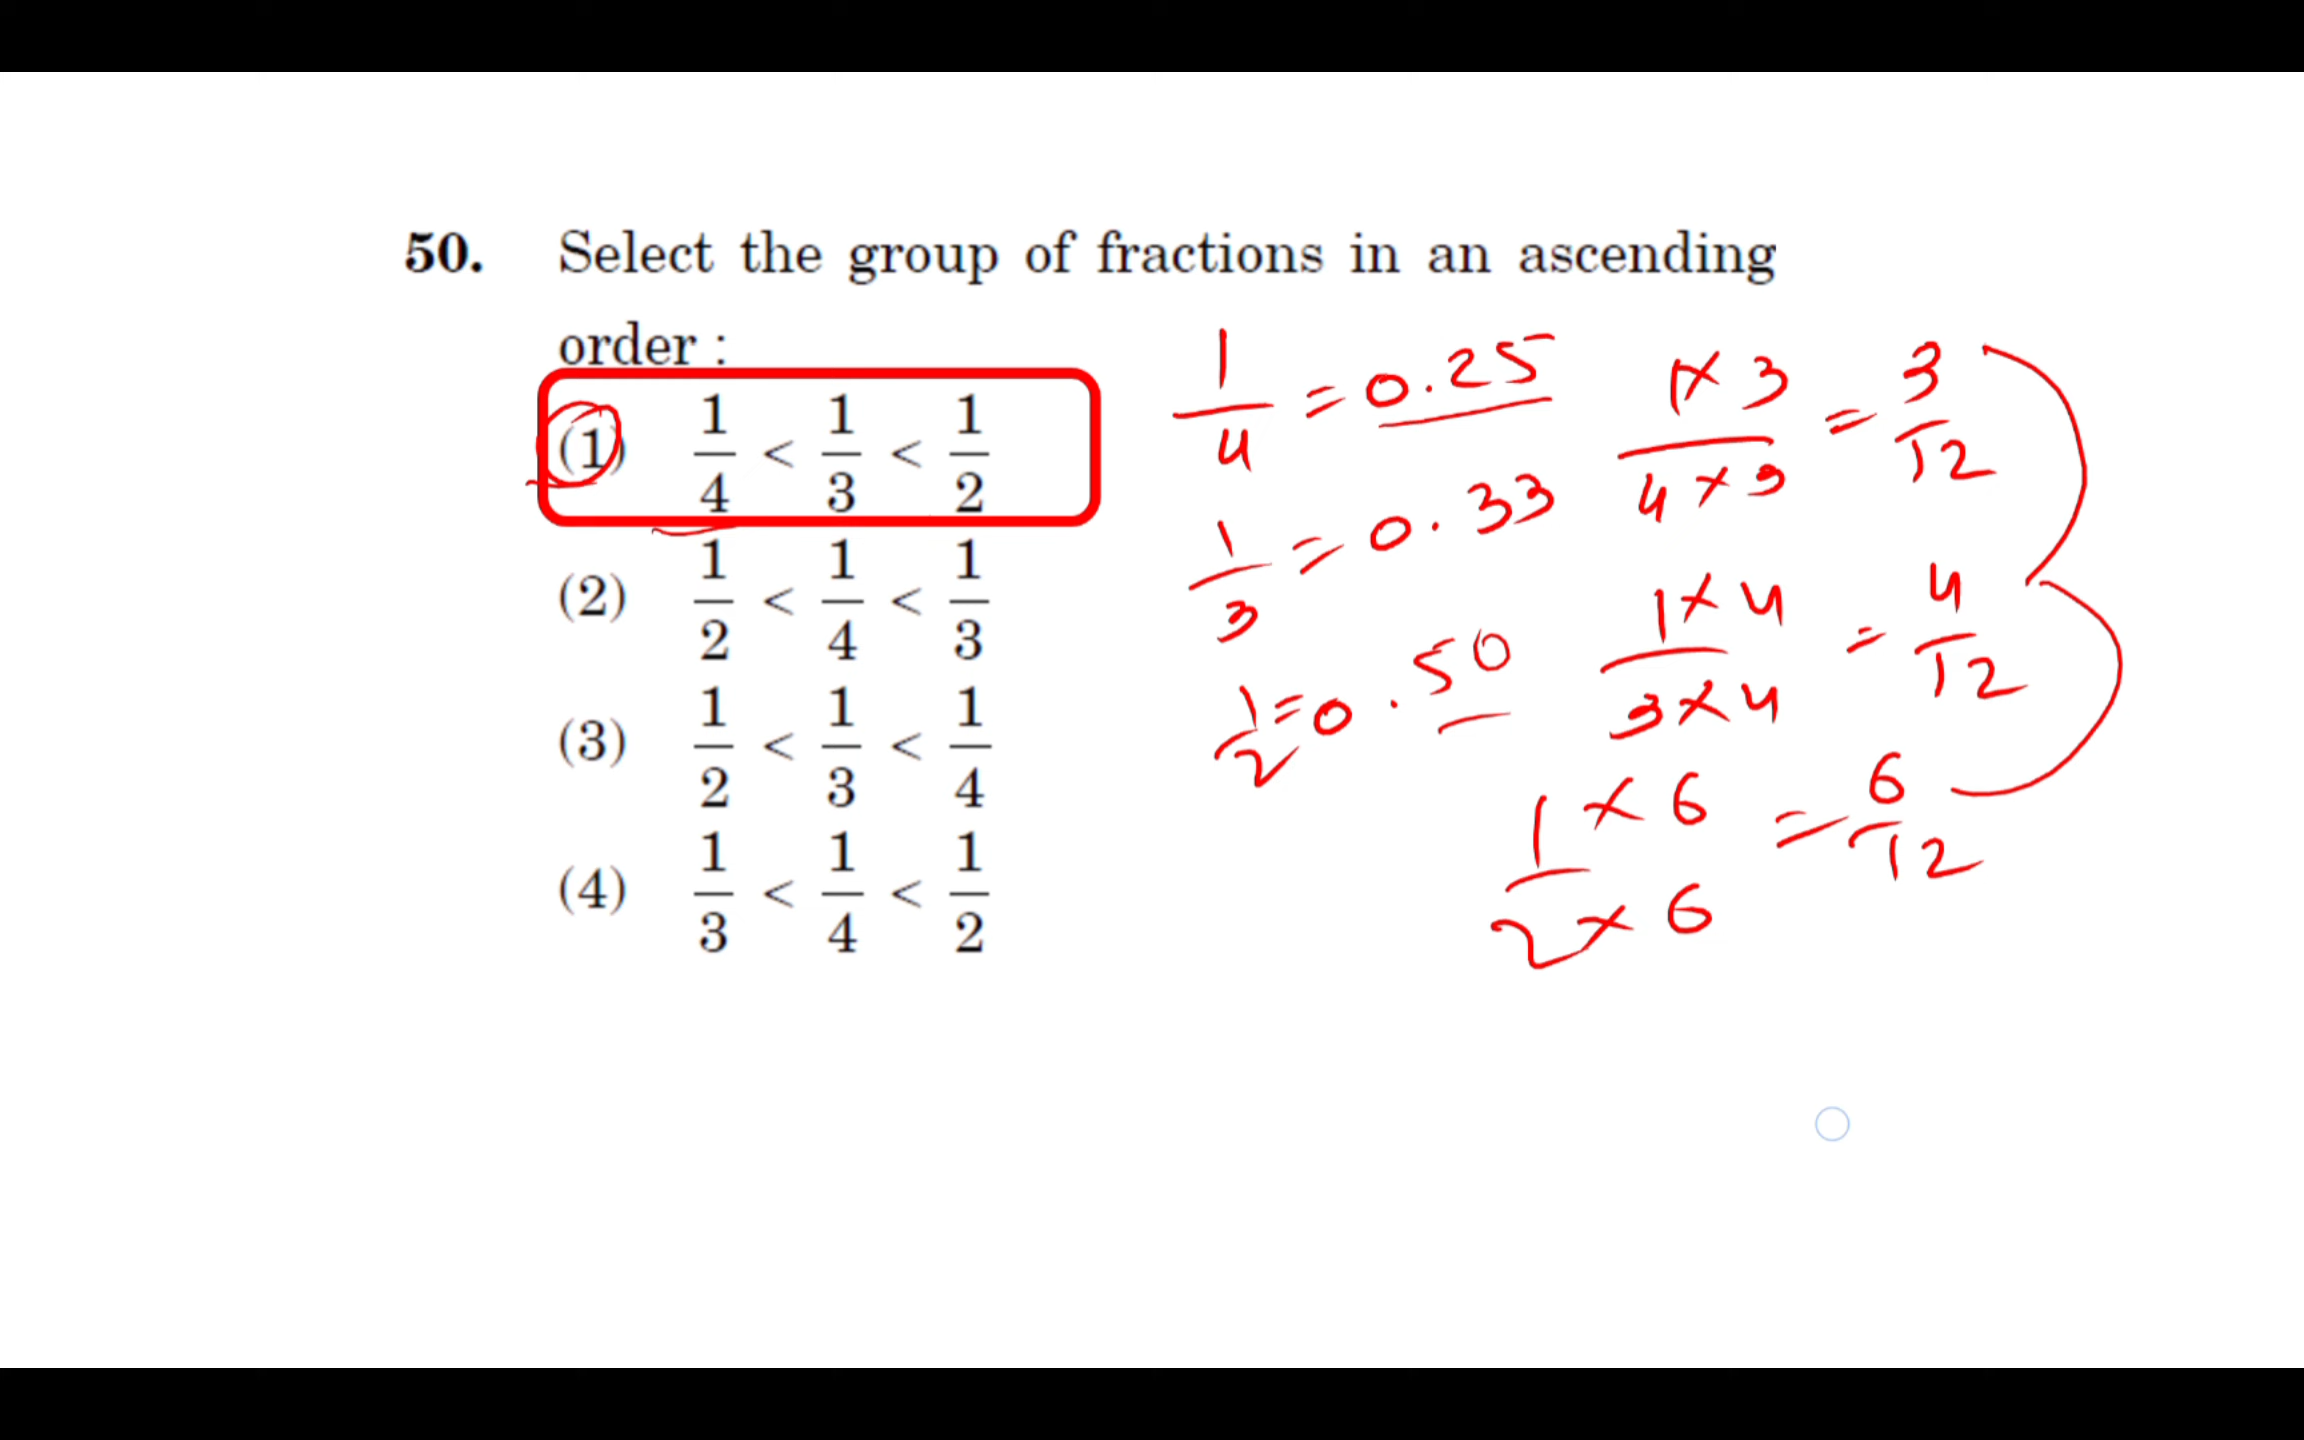 50. Select the group of fractions in an ascending
order :
(1) 1/4 < 1/3 < 1/2
(2) 1/2 < 1/4 < 1/3
(3) 1/2 < 1/3 < 1/4
(4) 1/3 < 1/4 < 1/2
1/4 = 0.25
1/3 = 0.33
1/2 = 0.50
1 × 3 / 4 × 3 = 3/12
1 × 4 / 3 × 4 = 4/12
1 × 6 / 2 × 6 = 6/12